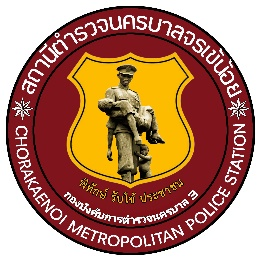 สถานีตำรวจนครบาลจรเข้น้อย
พิทักษ์ รับใช้ ประชาชน
กองบังคับการตำรวจนครบาล 3
CHORAKAENOI METROPOLITAN POLICE STATION